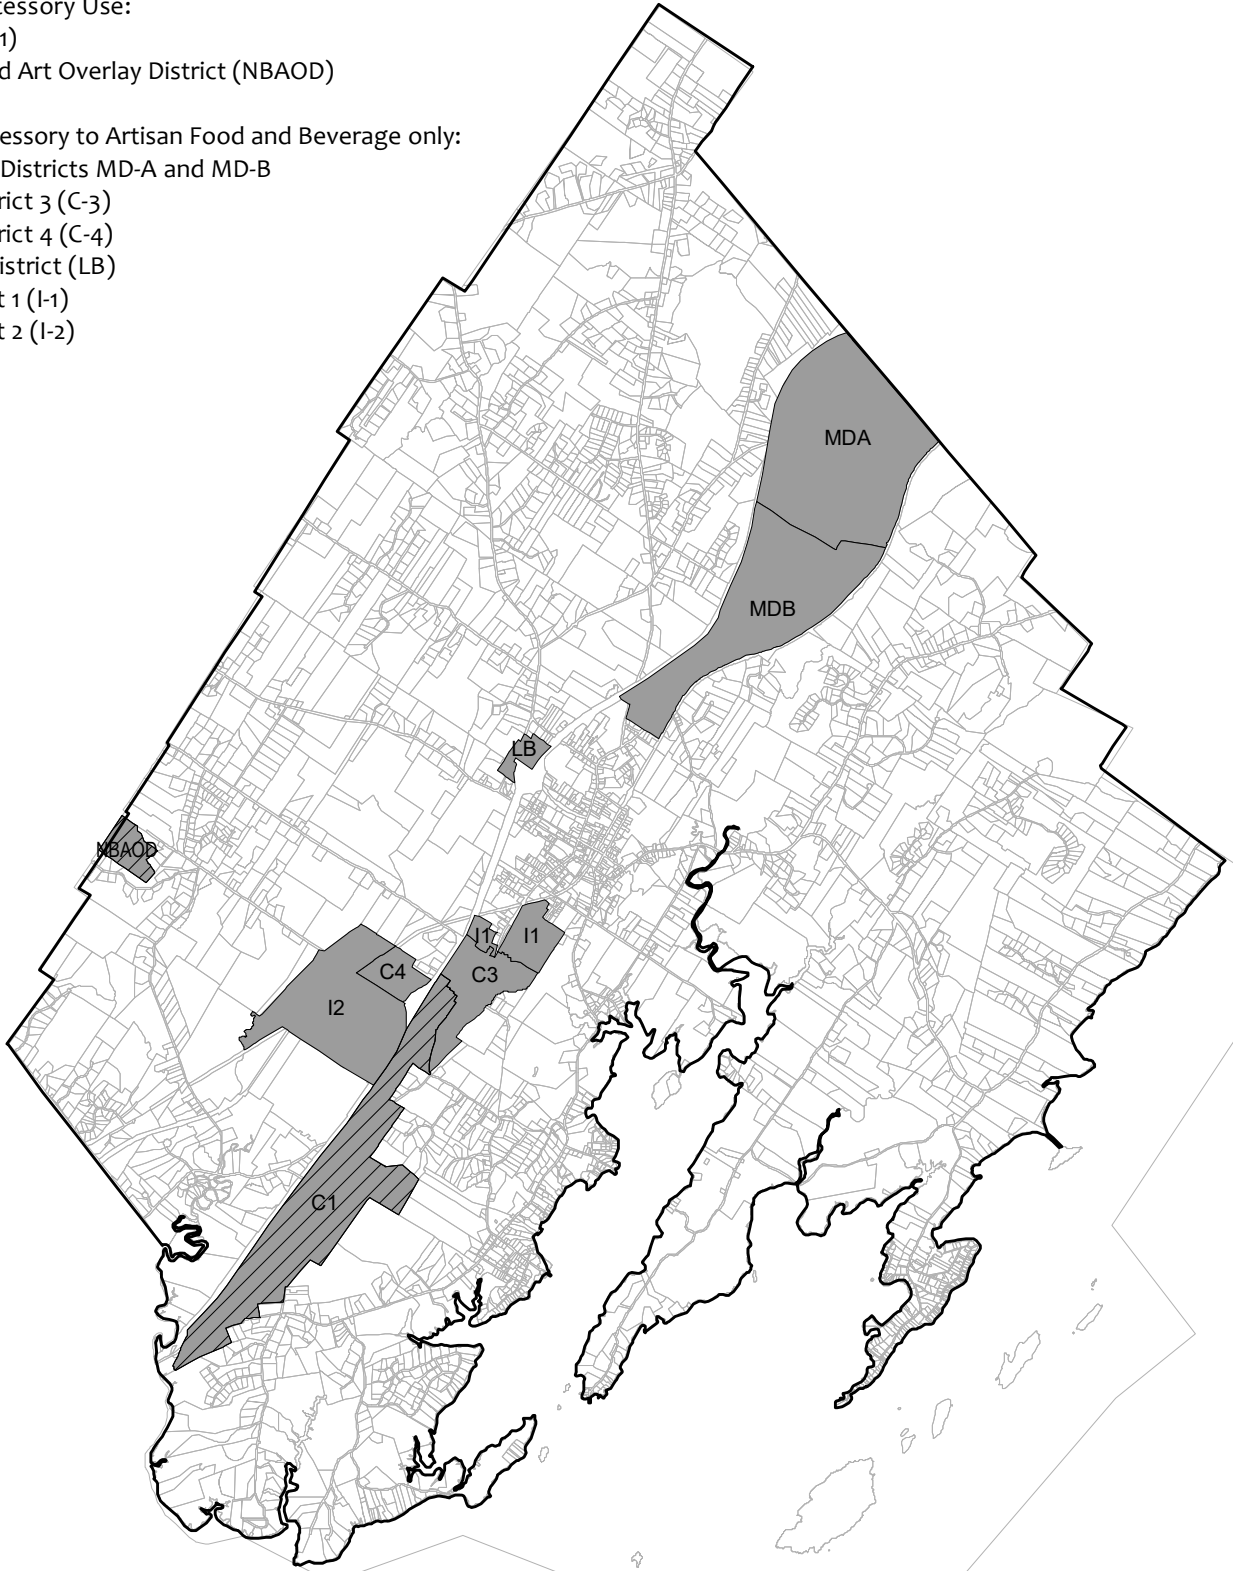 cessory Use:
1)
d Art Overlay District (NBAOD)
essory to Artisan Food and Beverage only:
Districts MD-A and MD-B
rict 3 (C-3)
rict 4 (C-4)
istrict (LB)
t 1 (I-1)
t 2 (I-2)
MDA
MDB
LB
NBAOD
I1
I1
C4
C3
I2
C1